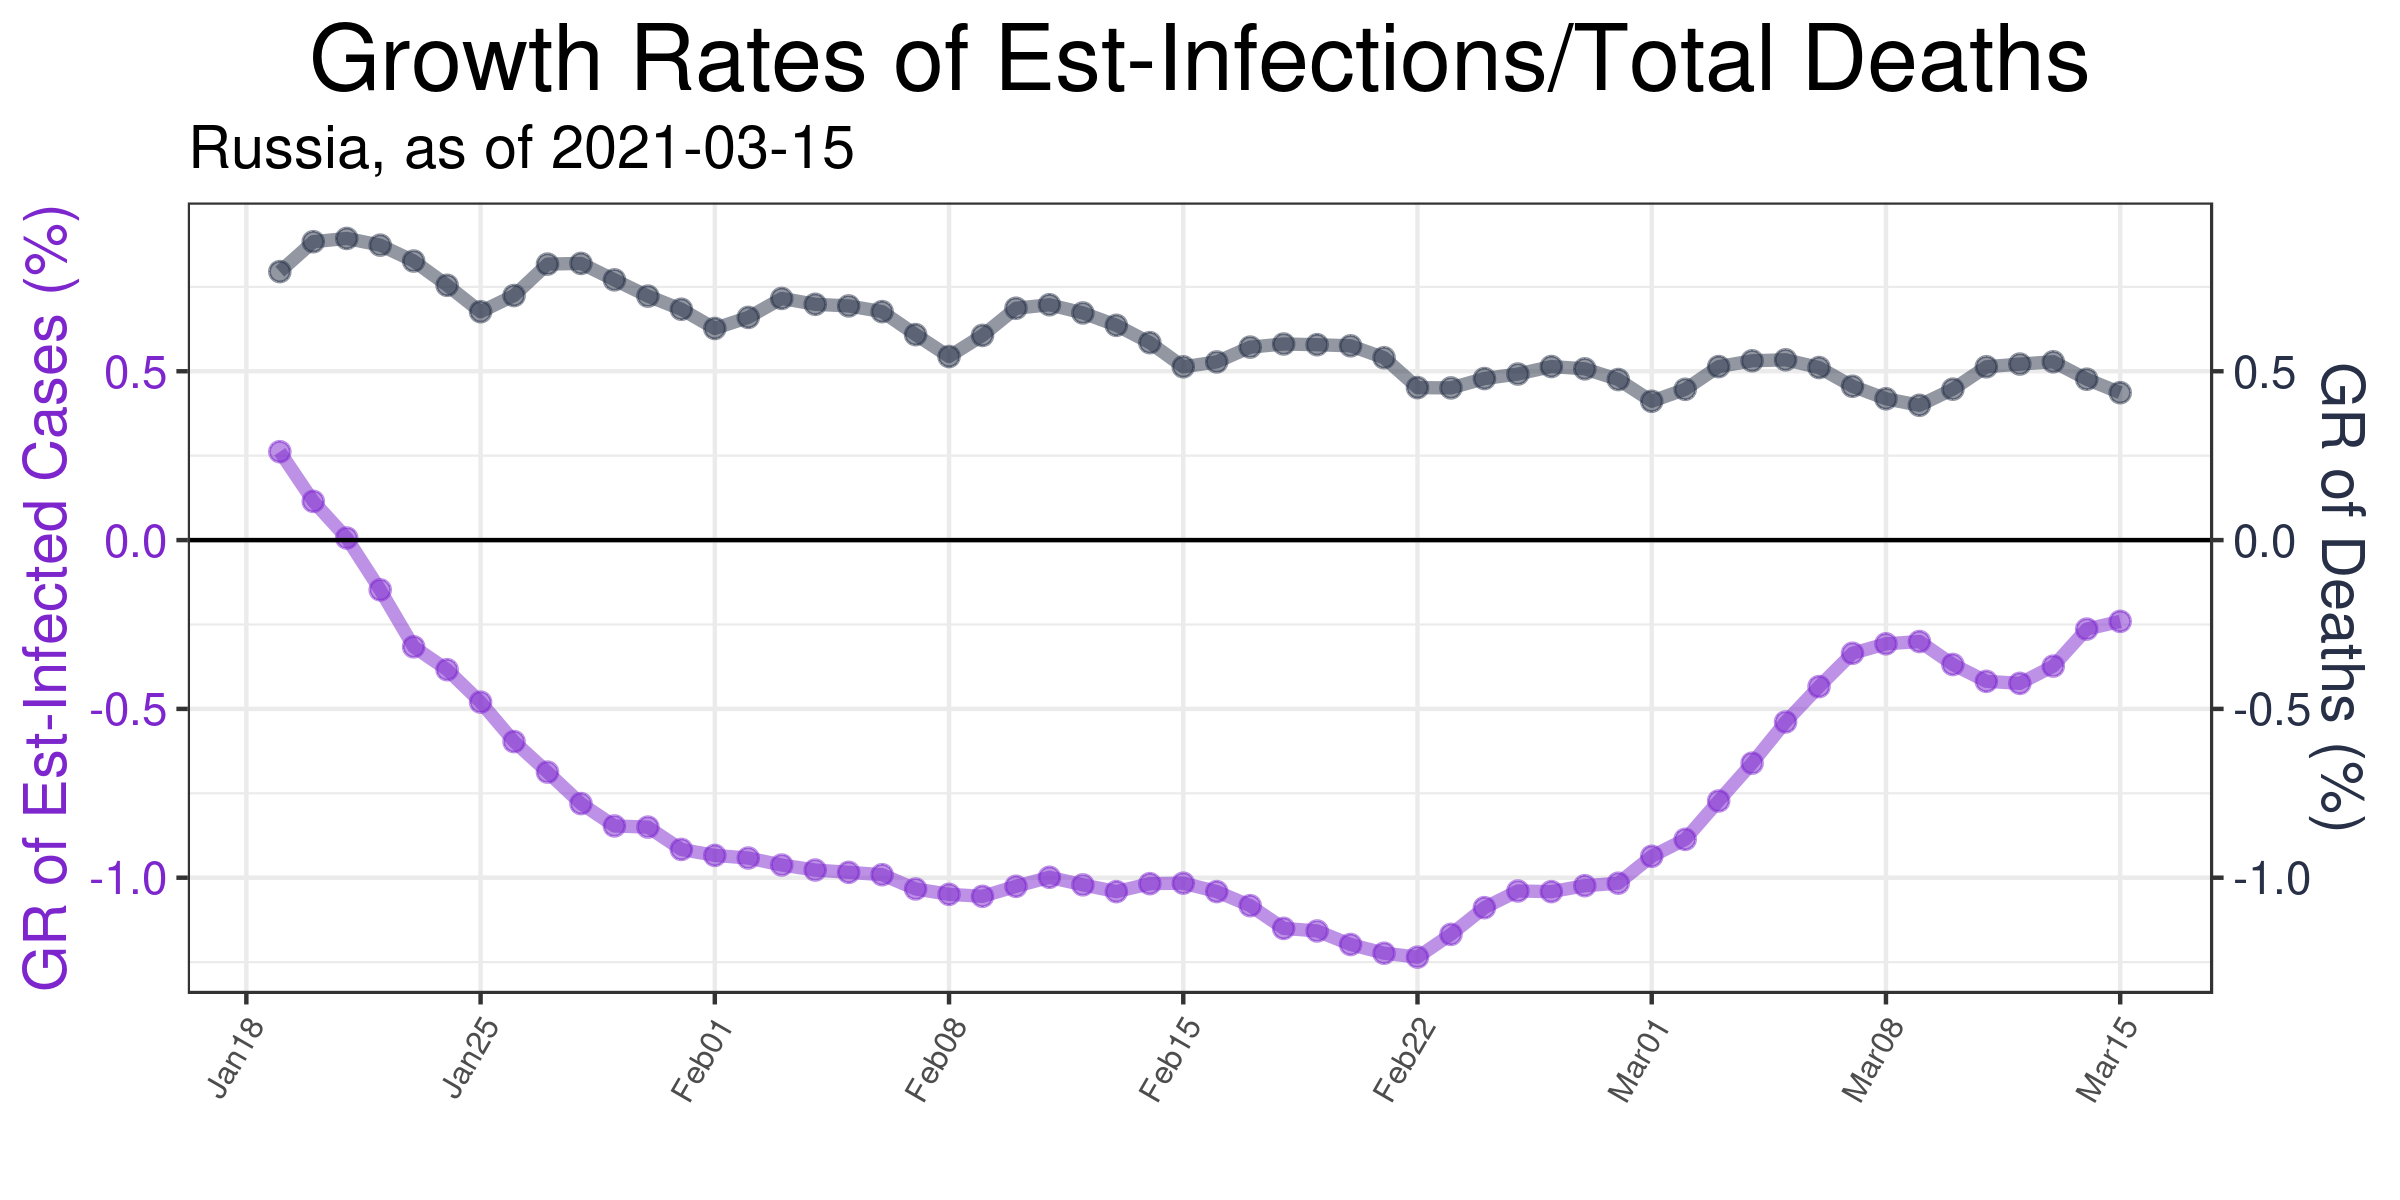 Growth Rates of Est-Infections/Total Deaths
Russia, as of 2021-03-15
GR of Est-Infected Cases (%)
0.5
0.0
-0.5
-1.0
0.5
0.0
-0.5
-1.0
GR of Deaths (%)
Jan18
Jan25
Feb01
Feb08
Feb15
Feb22
Mar01
Mar08
Mar15